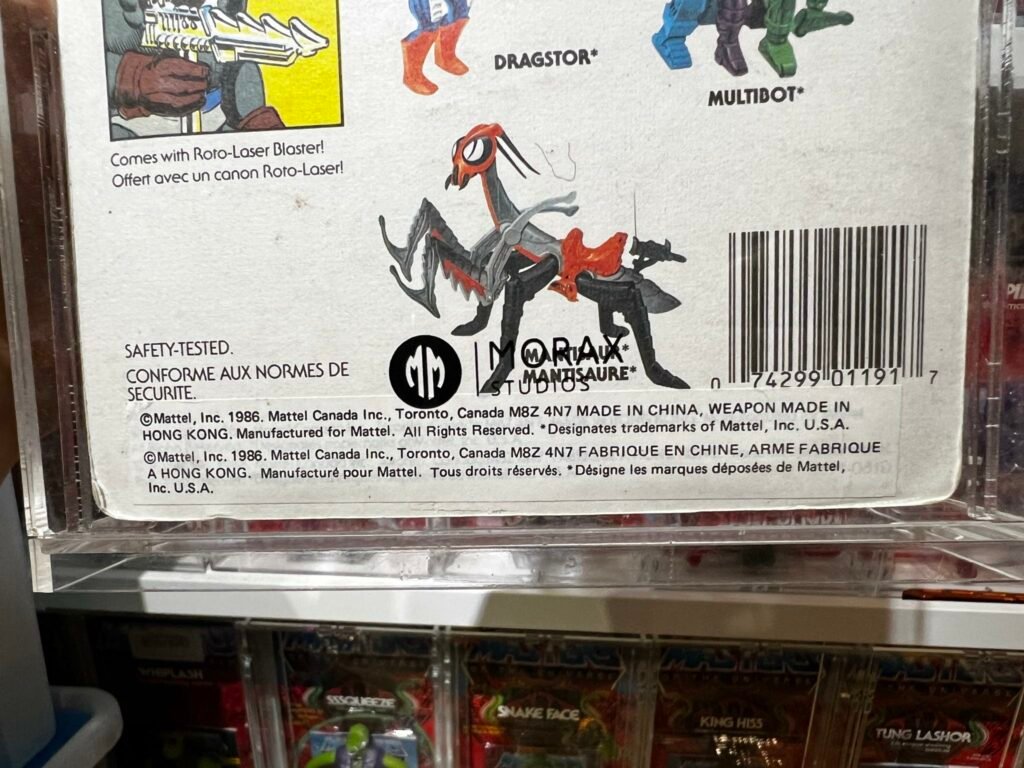 DRAGSTOR*
MULTIBOT*
Comes with Roto-Laser Blaster!
Offert avec un canon Roto-Laser!
SAFETY-TESTED.
CONFORME AUX NORMES DE
SECURITE.
MANTISAUR*
MANTISAURE*
MORAX
STUDIOS
0 74299 01191 7
©Mattel, Inc. 1986. Mattel Canada Inc., Toronto, Canada M8Z 4N7 MADE IN CHINA, WEAPON MADE IN
HONG KONG. Manufactured for Mattel. All Rights Reserved. *Designates trademarks of Mattel, Inc. U.S.A.
©Mattel, Inc. 1986. Mattel Canada Inc., Toronto, Canada M8Z 4N7 FABRIQUE EN CHINE, ARME FABRIQUE
A HONG KONG. Manufacturé pour Mattel. Tous droits réservés. *Désigne les marques déposées de Mattel,
Inc. U.S.A.
WHIPLASH
SSSQUEEZE
SNAKE FACE
KING HISS
TUNG LASHOR